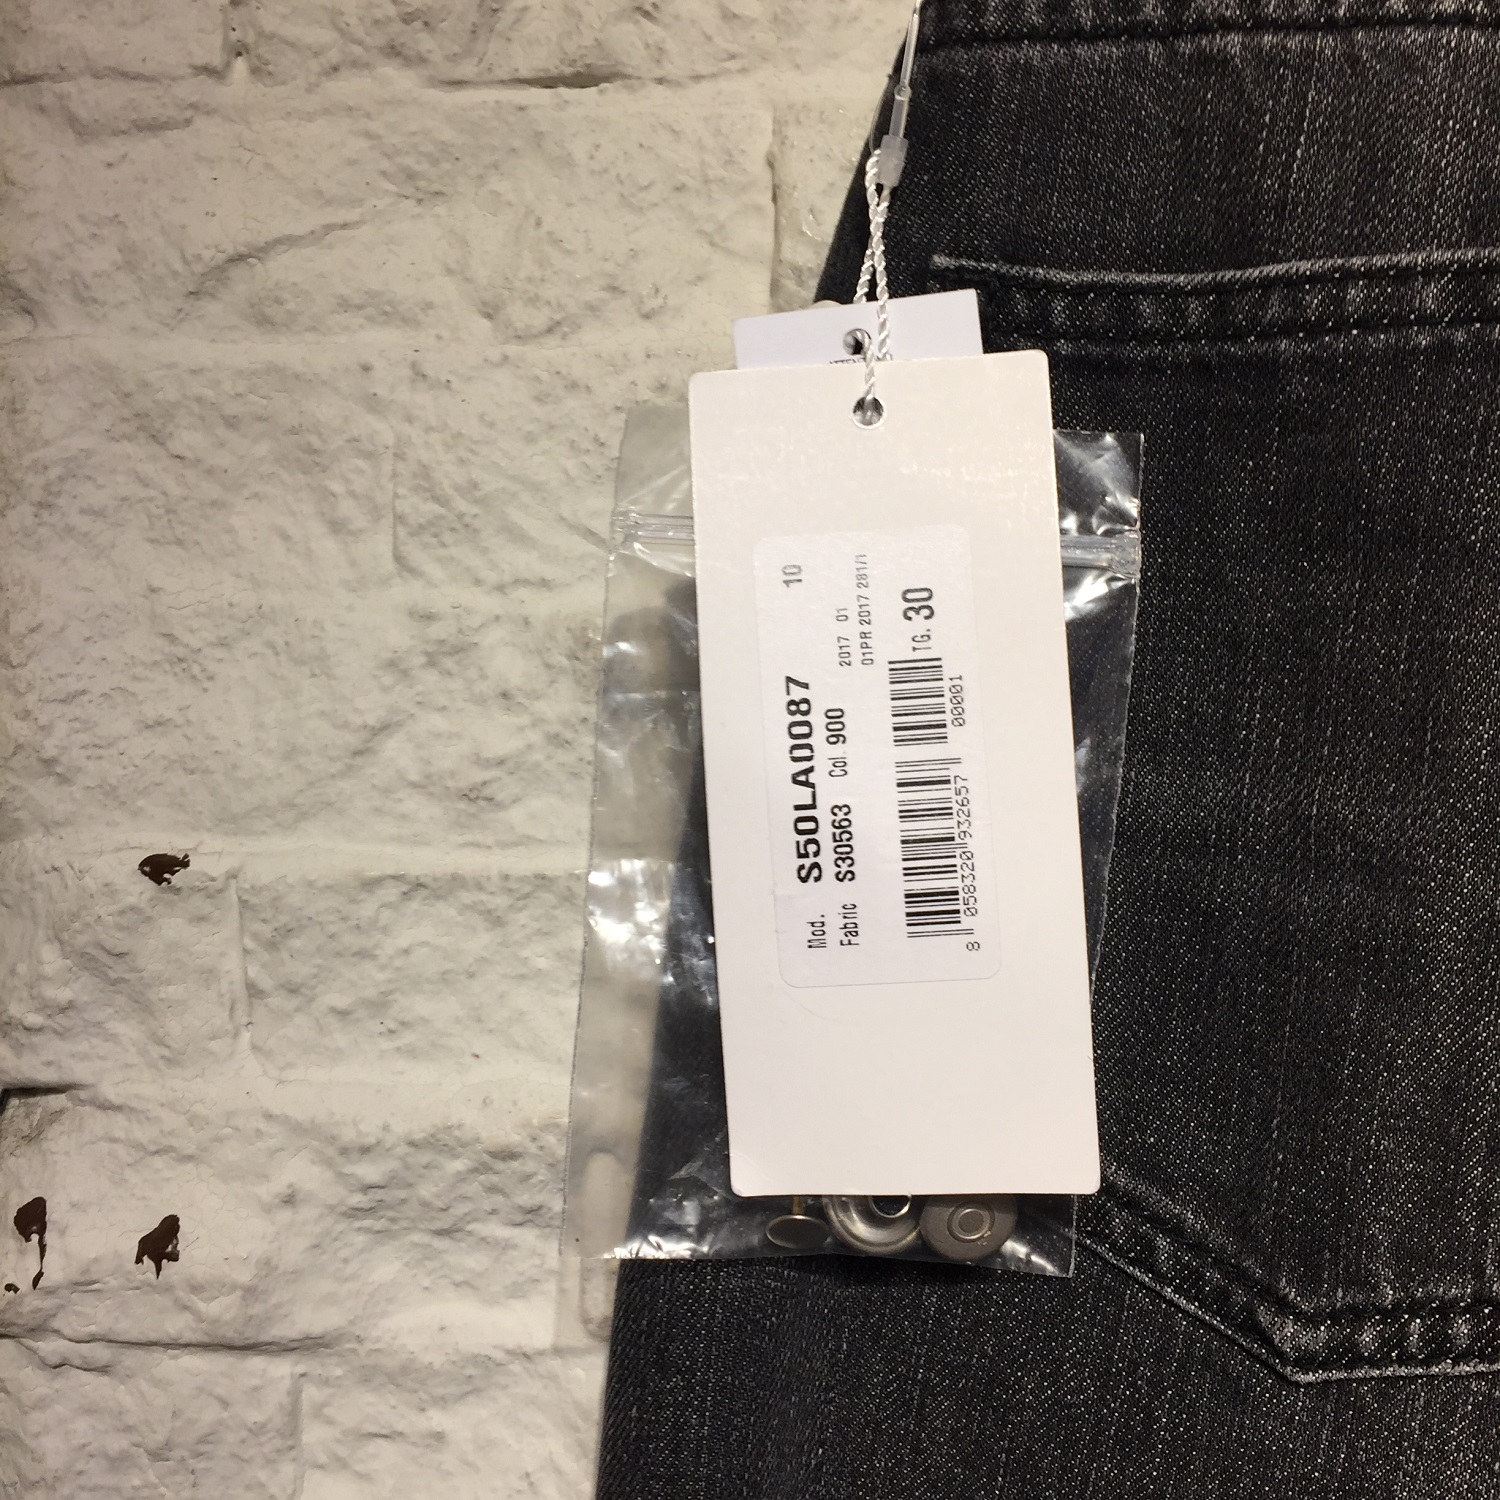 Mod. S50LA0087 10
Fabric S30563 Col 900 2017 01
01PR 2017 281/1
TG. 30
8 058320 932657 00001